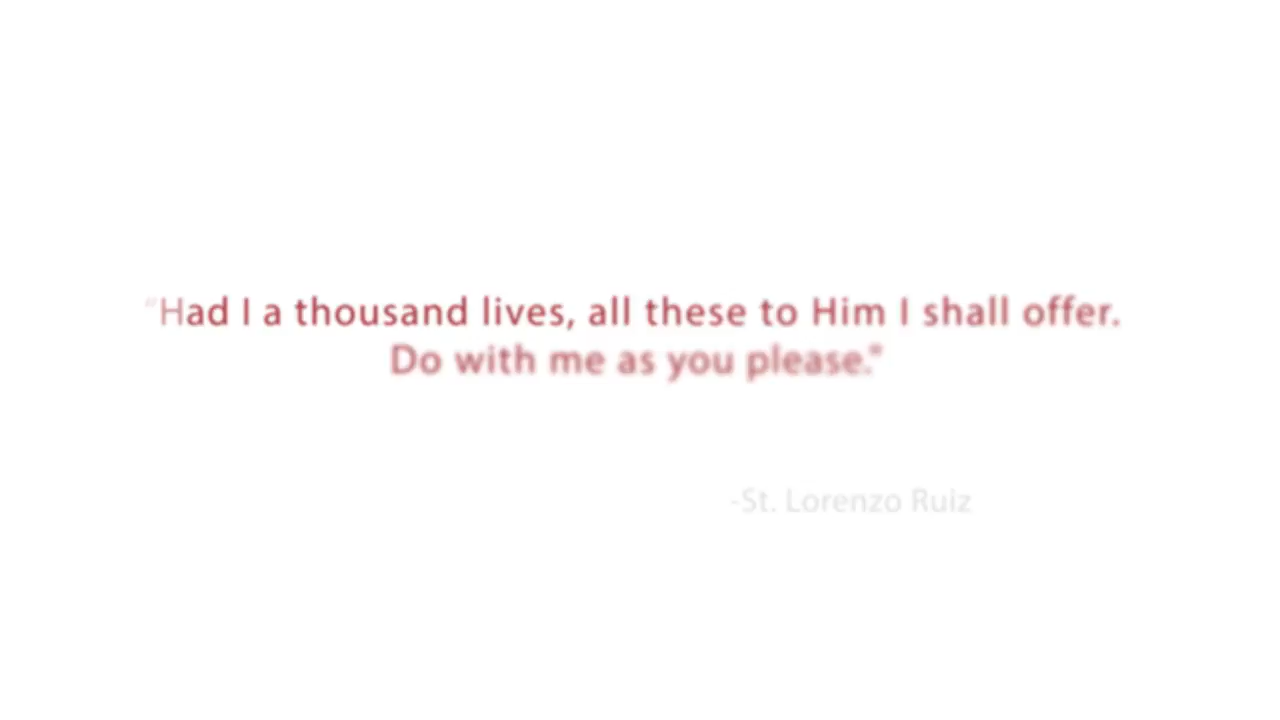 “Had I a thousand lives, all these to Him I shall offer.
Do with me as you please."
-St. Lorenzo Ruiz